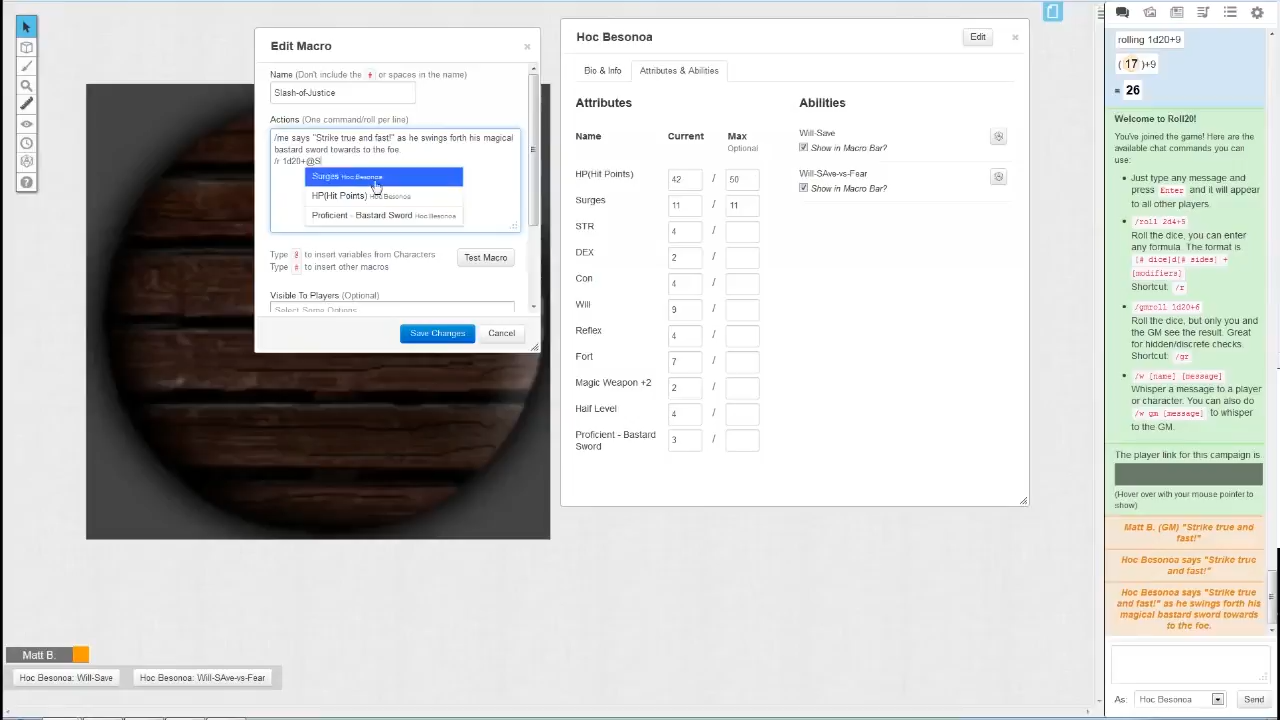 Edit Macro
×
Name (Don't include the # or spaces in the name)
Slash-of-Justice
Actions (One command/roll per line)
/me says "Strike true and fast!" as he swings forth his magical
bastard sword towards to the foe.
/r 1d20+@S
Surges Hoc Besonoa
HP(Hit Points) Hoc Besonoa
Proficient - Bastard Sword Hoc Besonoa
Type @ to insert variables from Characters
Type # to insert other macros
Test Macro
Visible To Players (Optional)
Select Some Options
Save Changes
Cancel
Hoc Besonoa
Edit
×
Bio & Info
Attributes & Abilities
Attributes
Name Current Max
Optional
HP(Hit Points) 42 / 50
Surges 11 / 11
STR 4 /
DEX 2 /
Con 4 /
Will 9 /
Reflex 4 /
Fort 7 /
Magic Weapon +2 2 /
Half Level 4 /
Proficient - Bastard
Sword 3 /
Abilities
Will-Save
Show in Macro Bar?
Will-SAve-vs-Fear
Show in Macro Bar?
rolling 1d20+9
(17)+9
= 26
Welcome to Roll20!
You've joined the game! Here are the
available chat commands you can
use:
Just type any message and
press Enter and it will appear
to all other players.
/roll 2d4+5
Roll the dice, you can enter
any formula. The format is
[# dice]d[# sides] +
[modifiers]
Shortcut: /r
/gmroll 1d20+6
Roll the dice, but only you and
the GM see the result. Great
for hidden/discrete checks.
Shortcut: /gr
/w [name] [message]
Whisper a message to a player
or character. You can also do
/w gm [message] to whisper
to the GM.
The player link for this campaign is
(Hover over with your mouse pointer to
show)
Matt B. (GM) "Strike true and
fast!"
Hoc Besonoa says "Strike true
and fast!"
Hoc Besonoa says "Strike true
and fast!" as he swings forth his
magical bastard sword towards
to the foe.
As: Hoc Besonoa
Send
Matt B.
Hoc Besonoa: Will-Save
Hoc Besonoa: Will-SAve-vs-Fear